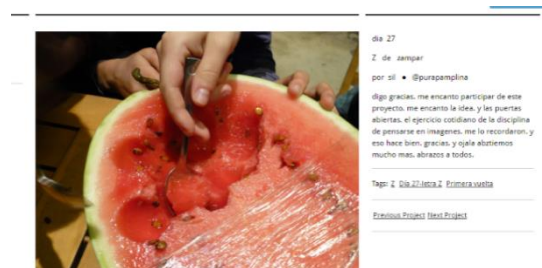 dia 27
Z de zampar
por sil ● @purapamplina
digo gracias. me encanto participar de este
proyecto. me encanto la idea. y las puertas
abiertas. el ejercicio cotidiano de la disciplina
de pensarse en imagenes. me lo recordaron. y
eso hace bien. gracias, y ojala abztiemos
mucho mas. abrazos a todos.
Tags: Z Dia 27-letra Z Primera vuelta
Previous Project Next Project